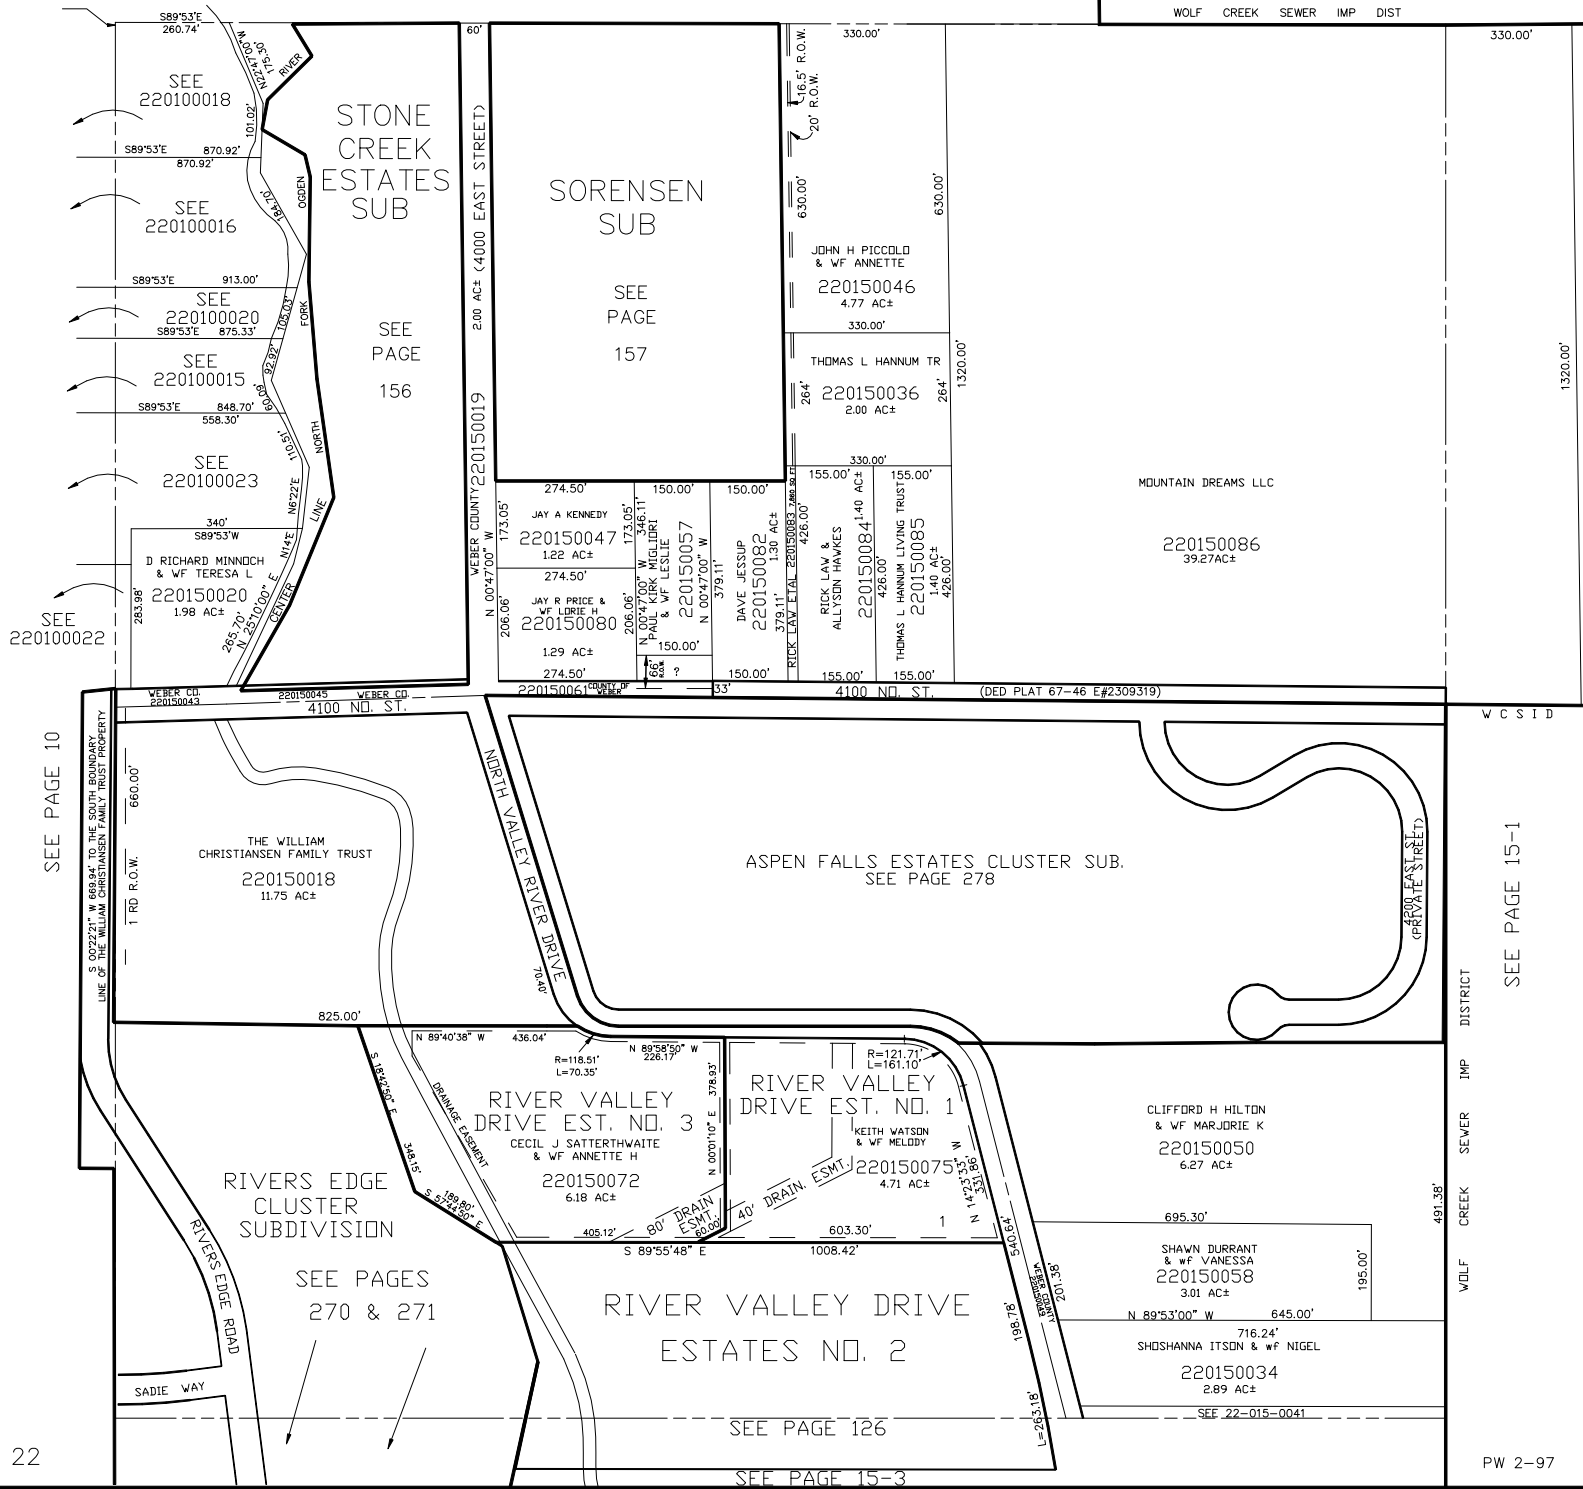 WOLF CREEK SEWER IMP DIST
S89°53'E
260.74'
N22°47'00"W
175.30'
RIVER
60'
330.00'
330.00'
16.5' R.O.W.
20' R.O.W.
SEE
220100018
101.02'
S89°53'E 870.92'
870.92'
SEE
220100016
184.70'
OGDEN
S89°53'E 913.00'
SEE
220100020
105.03'
FORK
S89°53'E 875.33'
SEE
220100015
92.92'
60.09'
S89°53'E 848.70'
558.30'
110.51'
NORTH
SEE
220100023
N6°22'E
LINE
340'
S89°53'W
N14°E
D RICHARD MINNOCH
& WF TERESA L
220150020
1.98 AC±
283.98'
265.70'
N 25°10'00" E
CENTER
SEE
220100022
STONE
CREEK
ESTATES
SUB
SEE
PAGE
156
2.00 AC± (4000 EAST STREET)
WEBER COUNTY 220150019
SORENSEN
SUB
SEE
PAGE
157
630.00'
630.00'
JOHN H PICCOLO
& WF ANNETTE
220150046
4.77 AC±
330.00'
THOMAS L HANNUM TR
220150036
2.00 AC±
264'
264'
1320.00'
1320.00'
330.00'
MOUNTAIN DREAMS LLC
220150086
39.27AC±
274.50'
JAY A KENNEDY
220150047
1.22 AC±
173.05'
173.05'
N 00°47'00" W
274.50'
JAY R PRICE &
WF LORIE H
220150080
1.29 AC±
206.06'
206.06'
274.50'
150.00'
N 00°47'00" W 346.11'
PAUL KIRK MIGLIORI
& WF LESLIE
220150057
N 00°47'00" W
379.11'
150.00'
66'
R.O.W.
?
150.00'
DAVE JESSUP
220150082
1.30 AC±
379.11'
150.00'
RICK LAW ETAL 220150083 7,860 SQ FT
426.00'
155.00'
RICK LAW &
ALLYSON HAWKES
220150084
1.40 AC±
426.00'
155.00'
155.00'
THOMAS L HANNUM LIVING TRUST
220150085
1.40 AC±
426.00'
155.00'
WEBER CO.
220150043
220150045 WEBER CO.
4100 NO. ST.
220150061 COUNTY OF
WEBER
33'
4100 NO. ST.
(DED PLAT 67-46 E#2309319)
WCSID
SEE PAGE 10
S 00°22'21" W 669.94' TO THE SOUTH BOUNDARY
LINE OF THE WILLIAM CHRISTIANSEN FAMILY TRUST PROPERTY
660.00'
1 RD R.O.W.
THE WILLIAM
CHRISTIANSEN FAMILY TRUST
220150018
11.75 AC±
825.00'
NORTH VALLEY RIVER DRIVE
70.40'
ASPEN FALLS ESTATES CLUSTER SUB.
SEE PAGE 278
4200 EAST ST.
(PRIVATE STREET)
SEE PAGE 15-1
WOLF CREEK SEWER IMP DISTRICT
N 89°40'38" W 436.04'
R=118.51'
L=70.35'
N 89°58'50" W
226.17'
S 18°42'50" E
348.15'
DRAINAGE EASEMENT
RIVER VALLEY
DRIVE EST. NO. 3
CECIL J SATTERTHWAITE
& WF ANNETTE H
220150072
6.18 AC±
N 00°01'10" E 378.93'
189.80'
S 57°44'50" E
405.12'
80' DRAIN
ESMT.
60.00'
R=121.71'
L=161.10'
RIVER VALLEY
DRIVE EST. NO. 1
KEITH WATSON
& WF MELODY
220150075
4.71 AC±
40' DRAIN. ESMT.
603.30'
1
N 14°23'33" W
331.86'
S 89°55'48" E 1008.42'
540.64'
CLIFFORD H HILTON
& WF MARJORIE K
220150050
6.27 AC±
491.38'
695.30'
SHAWN DURRANT
& wf VANESSA
220150058
3.01 AC±
195.00'
N 89°53'00" W 645.00'
201.38'
WEBER COUNTY
198.78'
716.24'
SHOSHANNA ITSON & wf NIGEL
220150034
2.89 AC±
SEE 22-015-0041
L=263.18'
RIVERS EDGE
CLUSTER
SUBDIVISION
SEE PAGES
270 & 271
RIVERS EDGE ROAD
SADIE WAY
RIVER VALLEY DRIVE
ESTATES NO. 2
SEE PAGE 126
SEE PAGE 15-3
22
PW 2-97